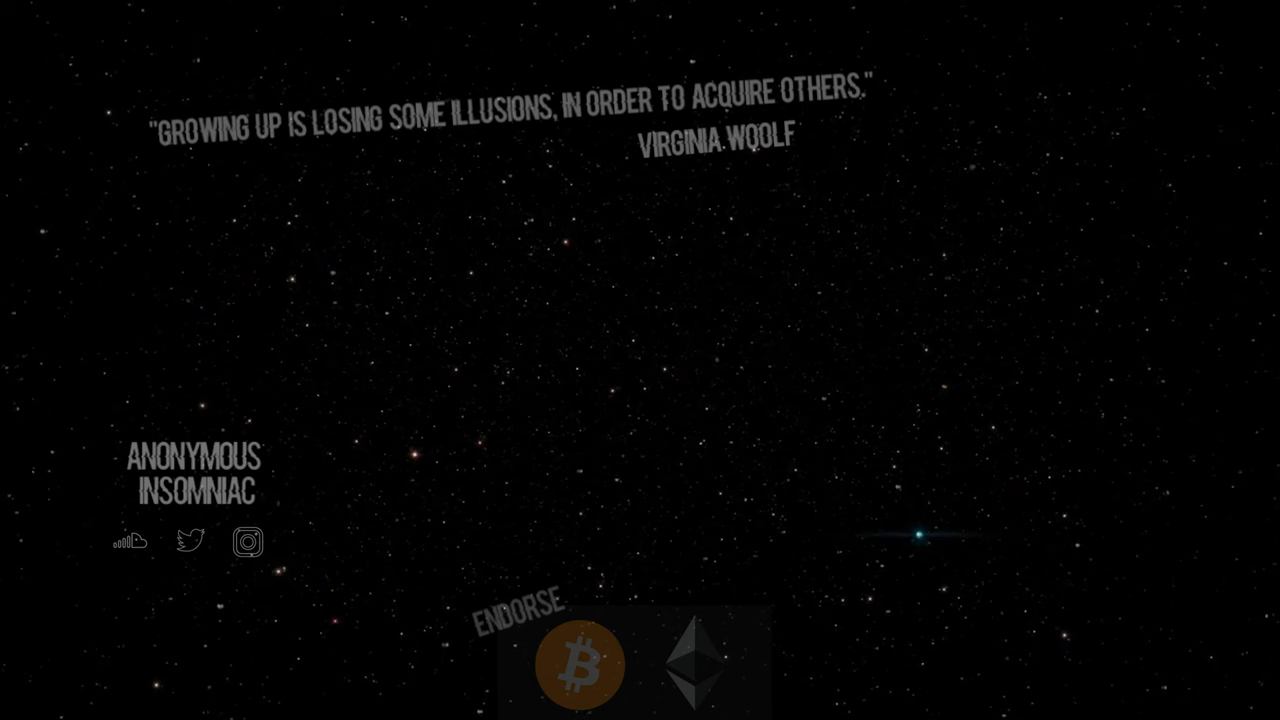 "GROWING UP IS LOSING SOME ILLUSIONS, IN ORDER TO ACQUIRE OTHERS."
VIRGINIA WOOLF
ANONYMOUS
INSOMNIAC
ENDORSE